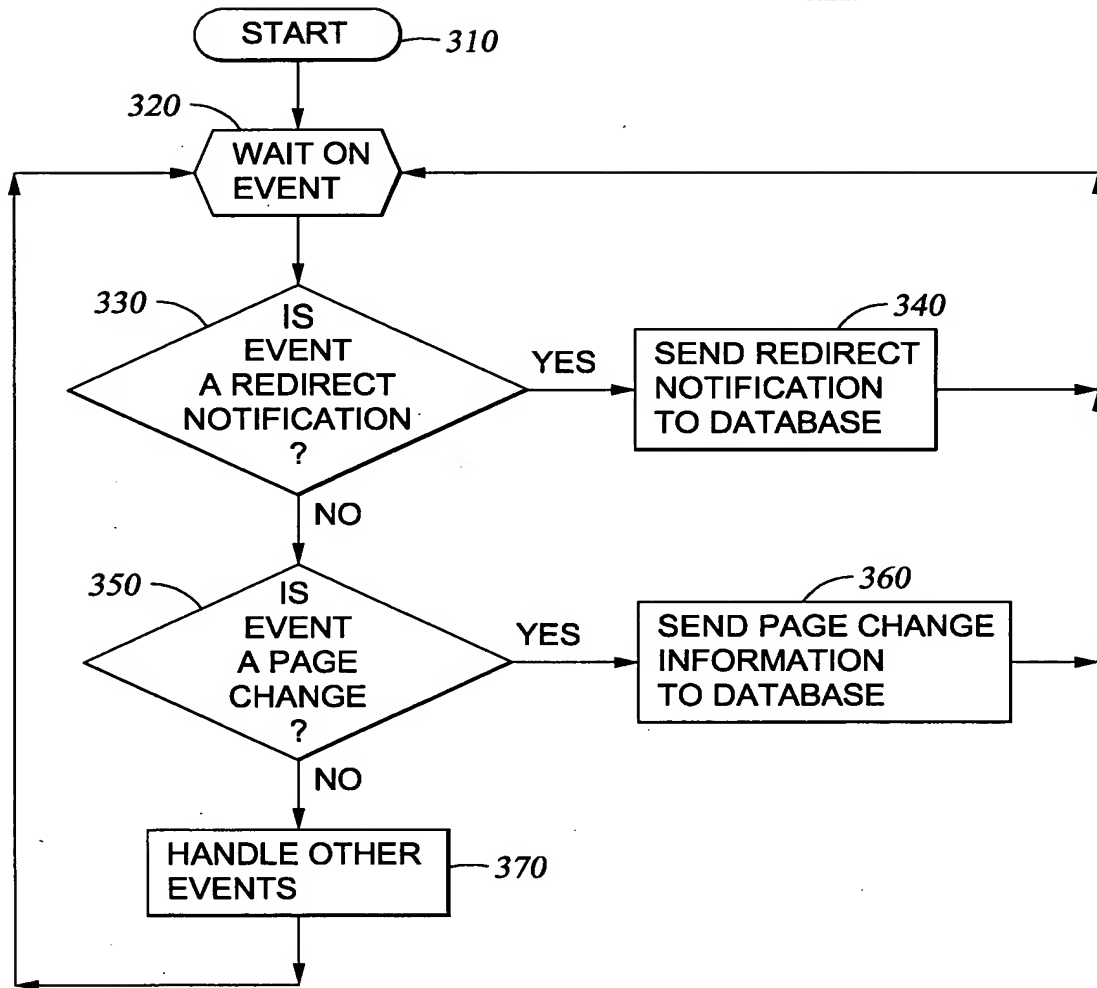 START
310
320
WAIT ON
EVENT
330
IS
EVENT
A REDIRECT
NOTIFICATION
?
YES
340
SEND REDIRECT
NOTIFICATION
TO DATABASE
NO
350
IS
EVENT
A PAGE
CHANGE
?
YES
360
SEND PAGE CHANGE
INFORMATION
TO DATABASE
NO
HANDLE OTHER
EVENTS
370